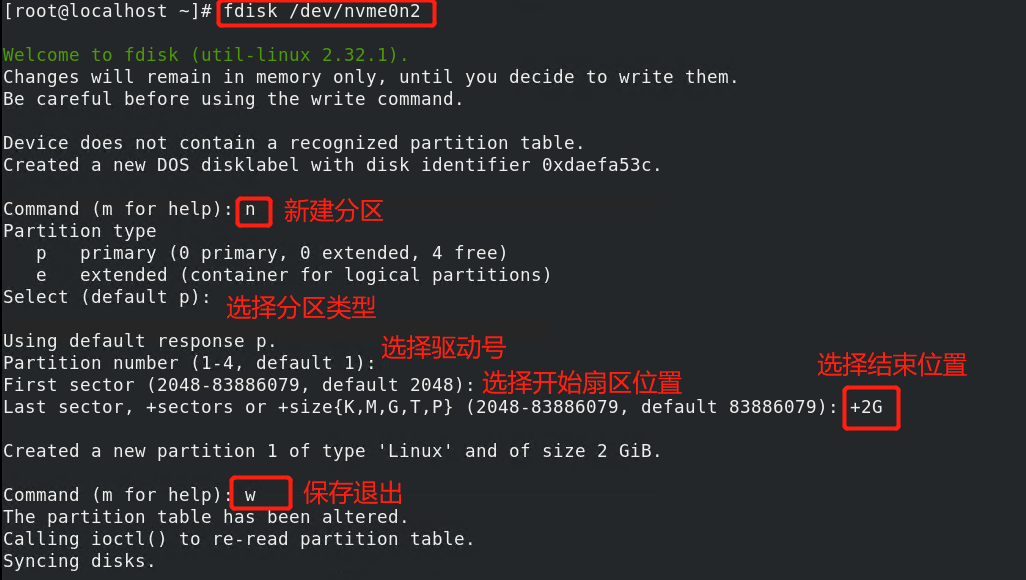 [root@localhost ~]# fdisk /dev/nvme0n2
Welcome to fdisk (util-linux 2.32.1).
Changes will remain in memory only, until you decide to write them.
Be careful before using the write command.
Device does not contain a recognized partition table.
Created a new DOS disklabel with disk identifier 0xdaefa53c.
Command (m for help): n 新建分区
Partition type
   p   primary (0 primary, 0 extended, 4 free)
   e   extended (container for logical partitions)
Select (default p): 选择分区类型
Using default response p.
Partition number (1-4, default 1): 选择驱动号
First sector (2048-83886079, default 2048): 选择开始扇区位置
选择结束位置
Last sector, +sectors or +size{K,M,G,T,P} (2048-83886079, default 83886079): +2G
Created a new partition 1 of type 'Linux' and of size 2 GiB.
Command (m for help): w 保存退出
The partition table has been altered.
Calling ioctl() to re-read partition table.
Syncing disks.